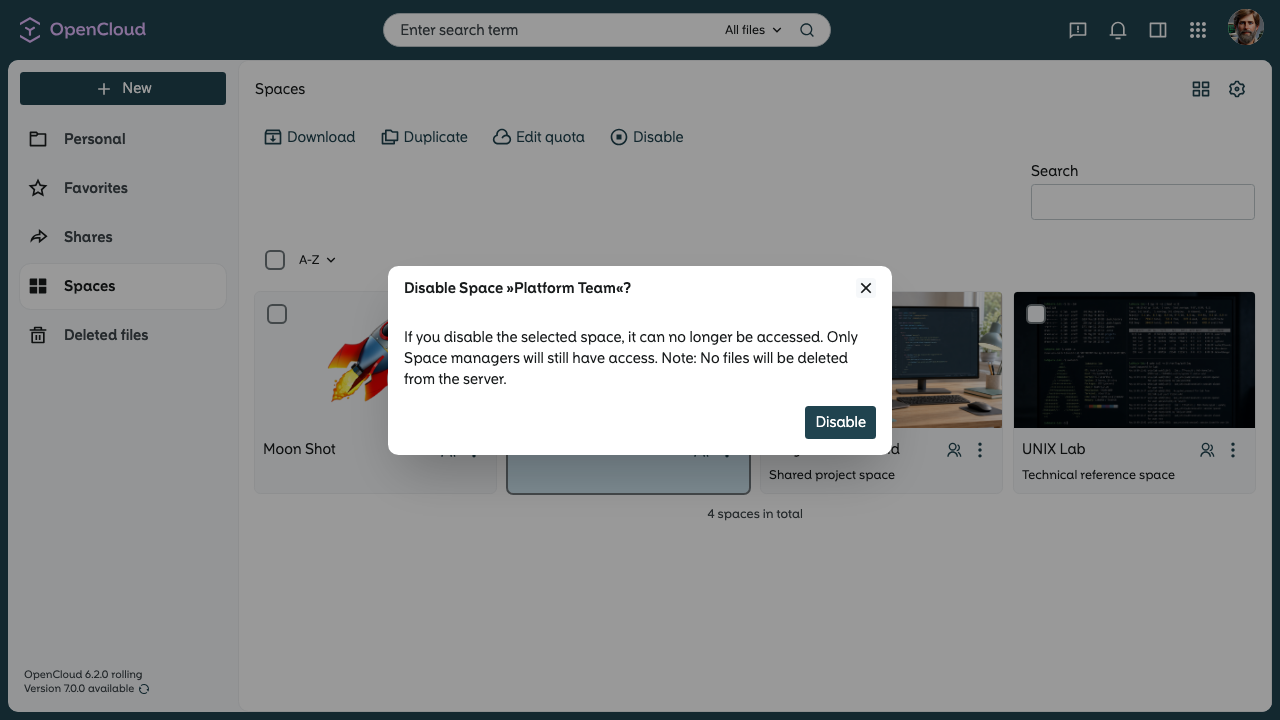 OpenCloud
Enter search term
All files
New
Personal
Favorites
Shares
Spaces
Deleted files
OpenCloud 6.2.0 rolling
Version 7.0.0 available
Spaces
Download
Duplicate
Edit quota
Disable
Search
A-Z
Disable Space »Platform Team«?
If you disable the selected space, it can no longer be accessed. Only
Space managers will still have access. Note: No files will be deleted
from the server.
Disable
Moon Shot
Shared project space
UNIX Lab
Technical reference space
4 spaces in total